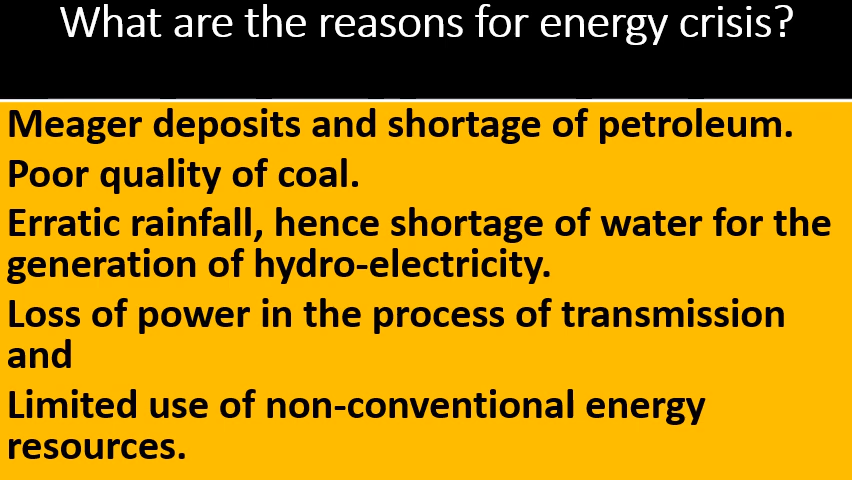 What are the reasons for energy crisis?
Meager deposits and shortage of petroleum.
Poor quality of coal.
Erratic rainfall, hence shortage of water for the
generation of hydro-electricity.
Loss of power in the process of transmission
and
Limited use of non-conventional energy
resources.